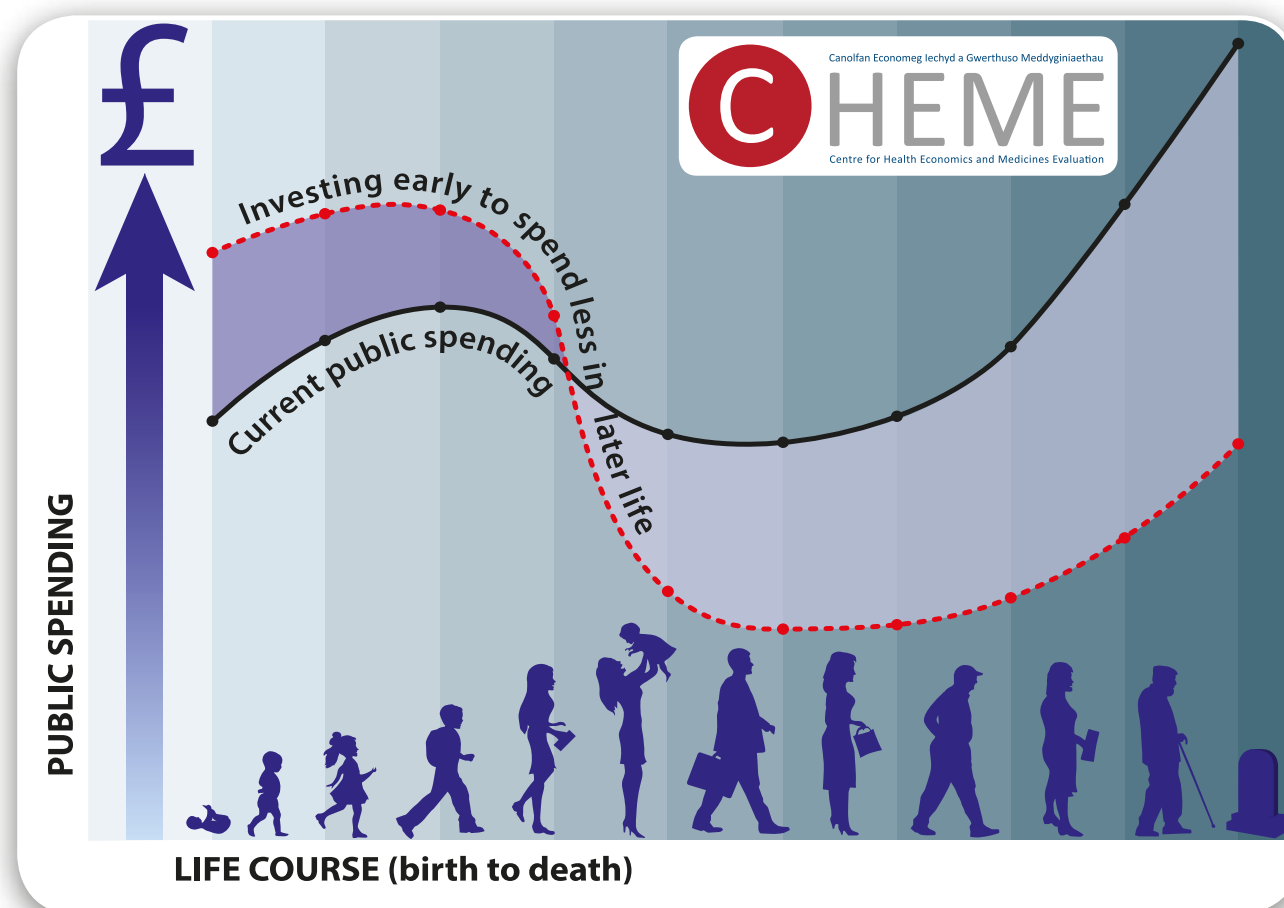 £
Canolfan Economeg Iechyd a Gwerthuso Meddyginiaethau
CHEME
Centre for Health Economics and Medicines Evaluation
Investing early to spend less in later life
Current public spending
PUBLIC SPENDING
LIFE COURSE (birth to death)